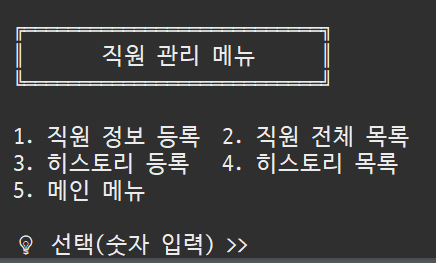 직원 관리 메뉴
1. 직원 정보 등록 2. 직원 전체 목록
3. 히스토리 등록 4. 히스토리 목록
5. 메인 메뉴
💡 선택(숫자 입력) >>